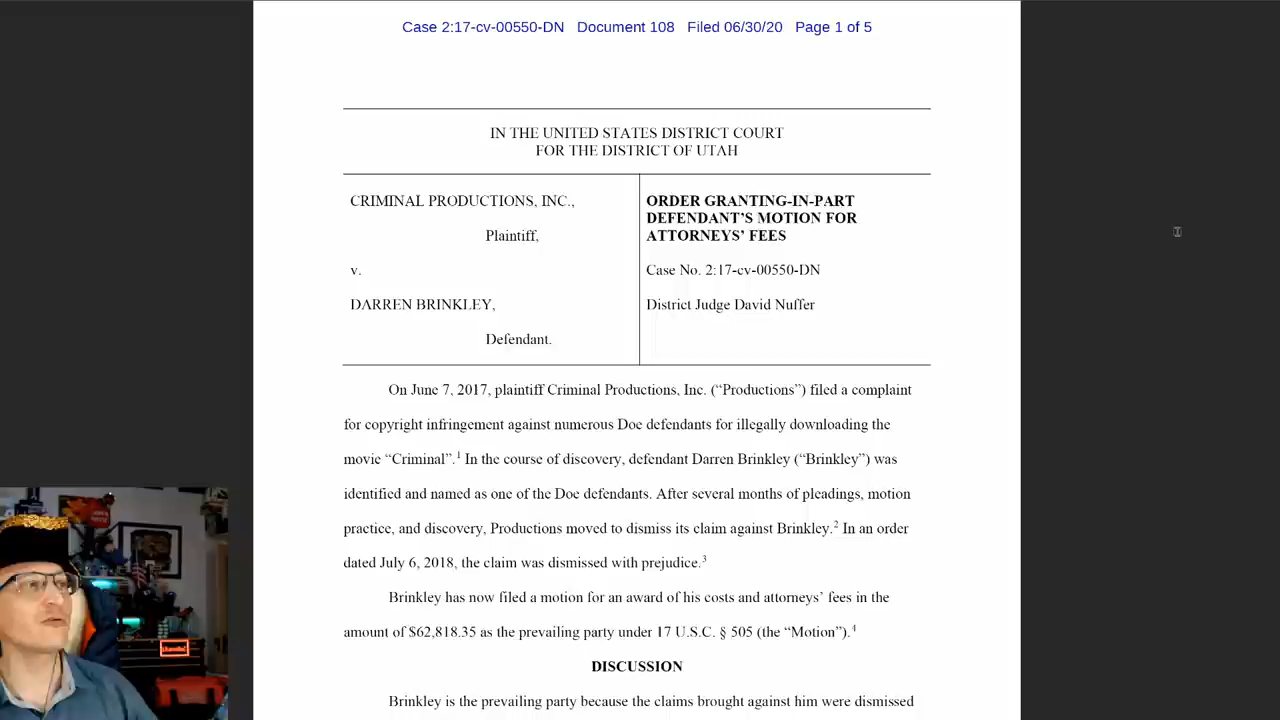 Case 2:17-cv-00550-DN Document 108 Filed 06/30/20 Page 1 of 5
IN THE UNITED STATES DISTRICT COURT
FOR THE DISTRICT OF UTAH
CRIMINAL PRODUCTIONS, INC.,
Plaintiff,
v.
DARREN BRINKLEY,
Defendant.
ORDER GRANTING-IN-PART
DEFENDANT'S MOTION FOR
ATTORNEYS' FEES
Case No. 2:17-cv-00550-DN
District Judge David Nuffer
On June 7, 2017, plaintiff Criminal Productions, Inc. (“Productions”) filed a complaint
for copyright infringement against numerous Doe defendants for illegally downloading the
movie “Criminal”.1 In the course of discovery, defendant Darren Brinkley (“Brinkley”) was
identified and named as one of the Doe defendants. After several months of pleadings, motion
practice, and discovery, Productions moved to dismiss its claim against Brinkley.2 In an order
dated July 6, 2018, the claim was dismissed with prejudice.3
Brinkley has now filed a motion for an award of his costs and attorneys’ fees in the
amount of $62,818.35 as the prevailing party under 17 U.S.C. § 505 (the “Motion”).4
DISCUSSION
Brinkley is the prevailing party because the claims brought against him were dismissed